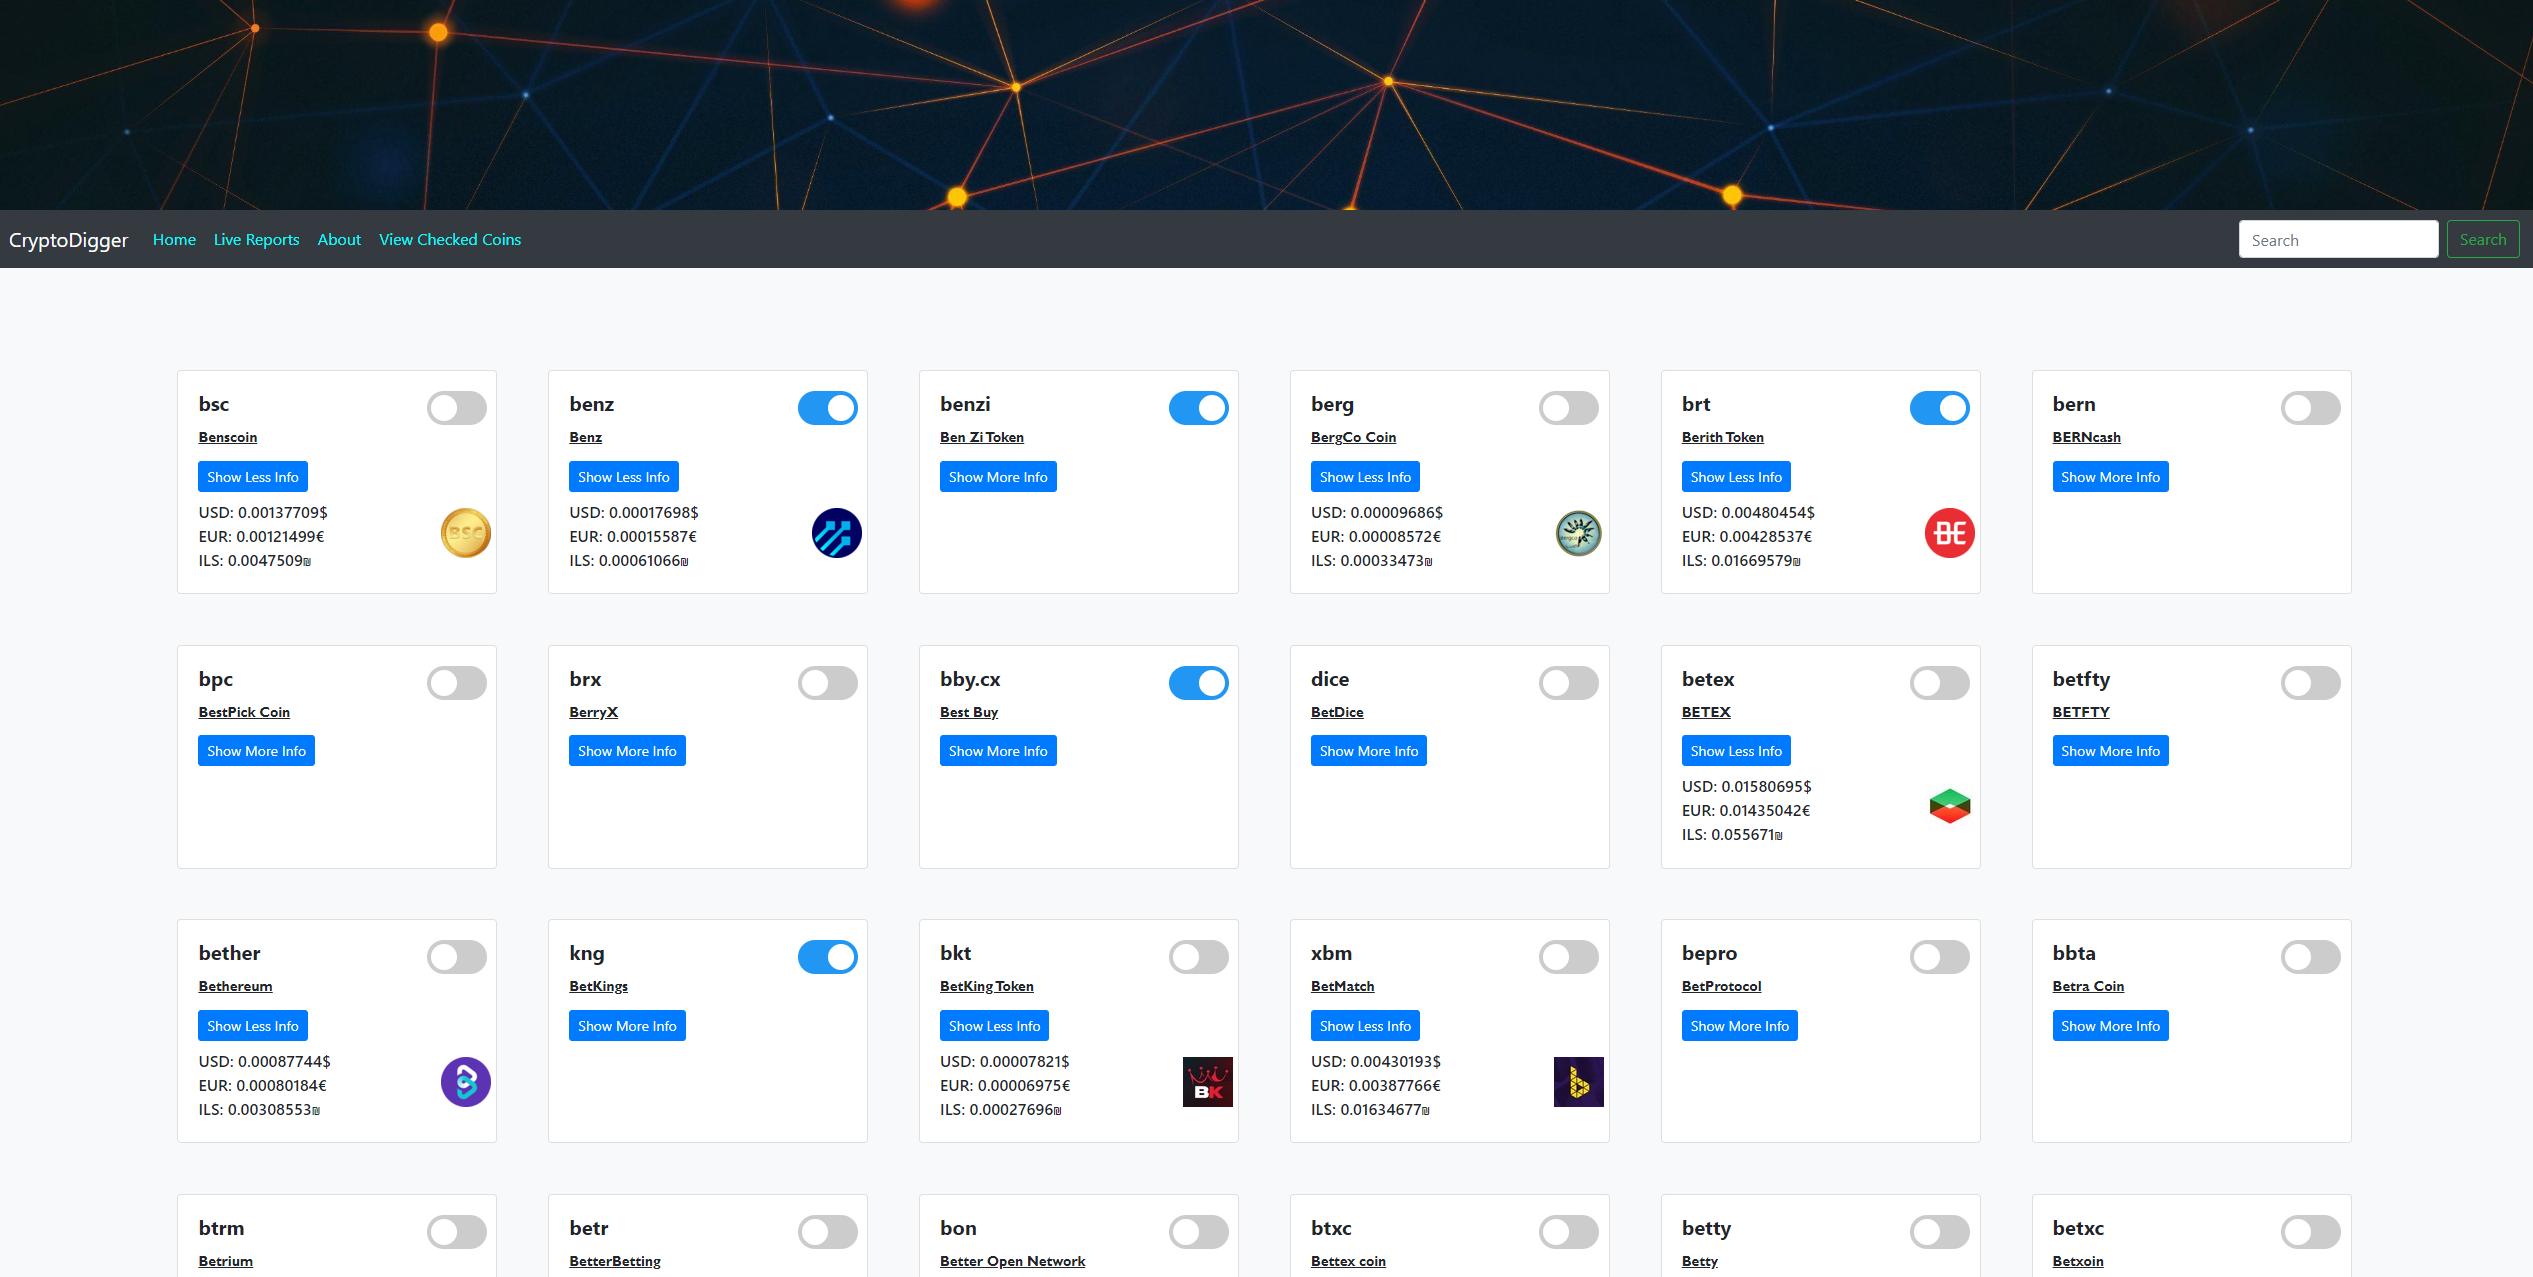 CryptoDigger Home Live Reports About View Checked Coins Search Search
bsc
Benscoin
Show Less Info
USD: 0.00137709$
EUR: 0.00121499€
ILS: 0.0047509₪
BSC
benz
Benz
Show Less Info
USD: 0.00017698$
EUR: 0.00015587€
ILS: 0.00061066₪
benzi
Ben Zi Token
Show More Info
berg
BergCo Coin
Show Less Info
USD: 0.00009686$
EUR: 0.00008572€
ILS: 0.00033473₪
brt
Berith Token
Show Less Info
USD: 0.00480454$
EUR: 0.00428537€
ILS: 0.01669579₪
BE
bern
BERNcash
Show More Info
bpc
BestPick Coin
Show More Info
brx
BerryX
Show More Info
bby.cx
Best Buy
Show More Info
dice
BetDice
Show More Info
betex
BETEX
Show Less Info
USD: 0.01580695$
EUR: 0.01435042€
ILS: 0.055671₪
betfty
BETFTY
Show More Info
bether
Bethereum
Show Less Info
USD: 0.00087744$
EUR: 0.00080184€
ILS: 0.00308553₪
kng
BetKings
Show More Info
bkt
BetKing Token
Show Less Info
USD: 0.00007821$
EUR: 0.00006975€
ILS: 0.00027696₪
BK
xbm
BetMatch
Show Less Info
USD: 0.00430193$
EUR: 0.00387766€
ILS: 0.01634677₪
b
bepro
BetProtocol
Show More Info
bbta
Betra Coin
Show More Info
btrm
Betrium
betr
BetterBetting
bon
Better Open Network
btxc
Bettex coin
betty
Betty
betxc
Betxoin